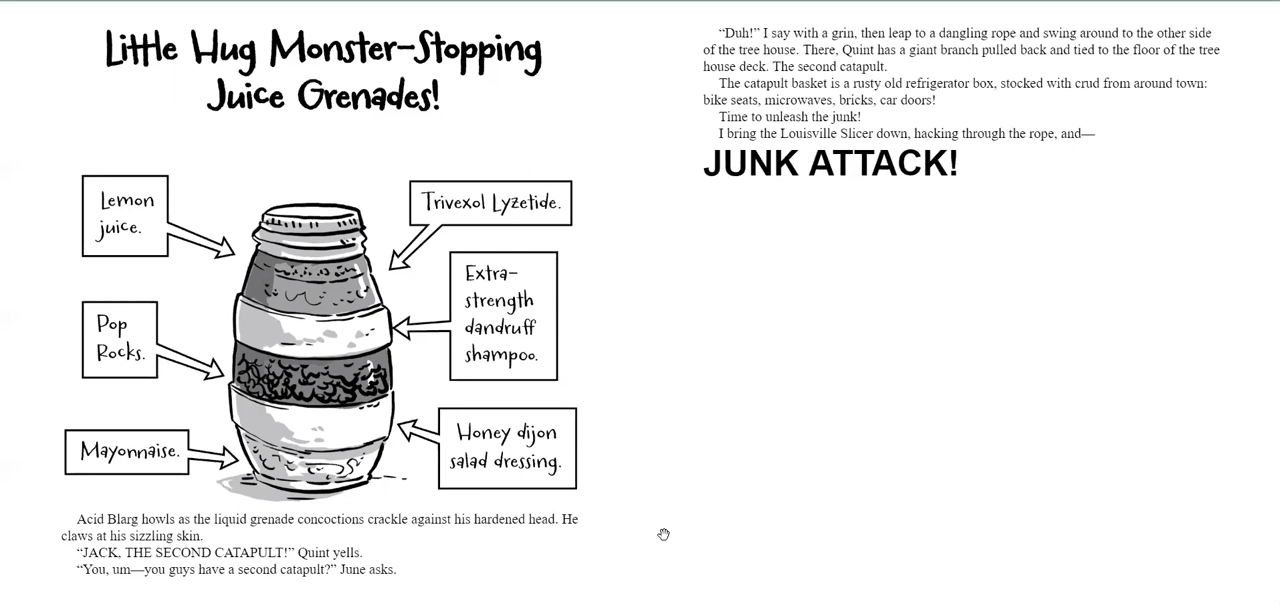 Little Hug Monster-Stopping
Juice Grenades!
Lemon
juice.
Trivexol Lyzetide.
Extra-
strength
dandruff
shampoo.
Pop
Rocks.
Mayonnaise.
Honey dijon
salad dressing.
Acid Blarg howls as the liquid grenade concoctions crackle against his hardened head. He
claws at his sizzling skin.
“JACK, THE SECOND CATAPULT!” Quint yells.
“You, um—you guys have a second catapult?” June asks.
“Duh!” I say with a grin, then leap to a dangling rope and swing around to the other side
of the tree house. There, Quint has a giant branch pulled back and tied to the floor of the tree
house deck. The second catapult.
The catapult basket is a rusty old refrigerator box, stocked with crud from around town:
bike seats, microwaves, bricks, car doors!
Time to unleash the junk!
I bring the Louisville Slicer down, hacking through the rope, and—
JUNK ATTACK!